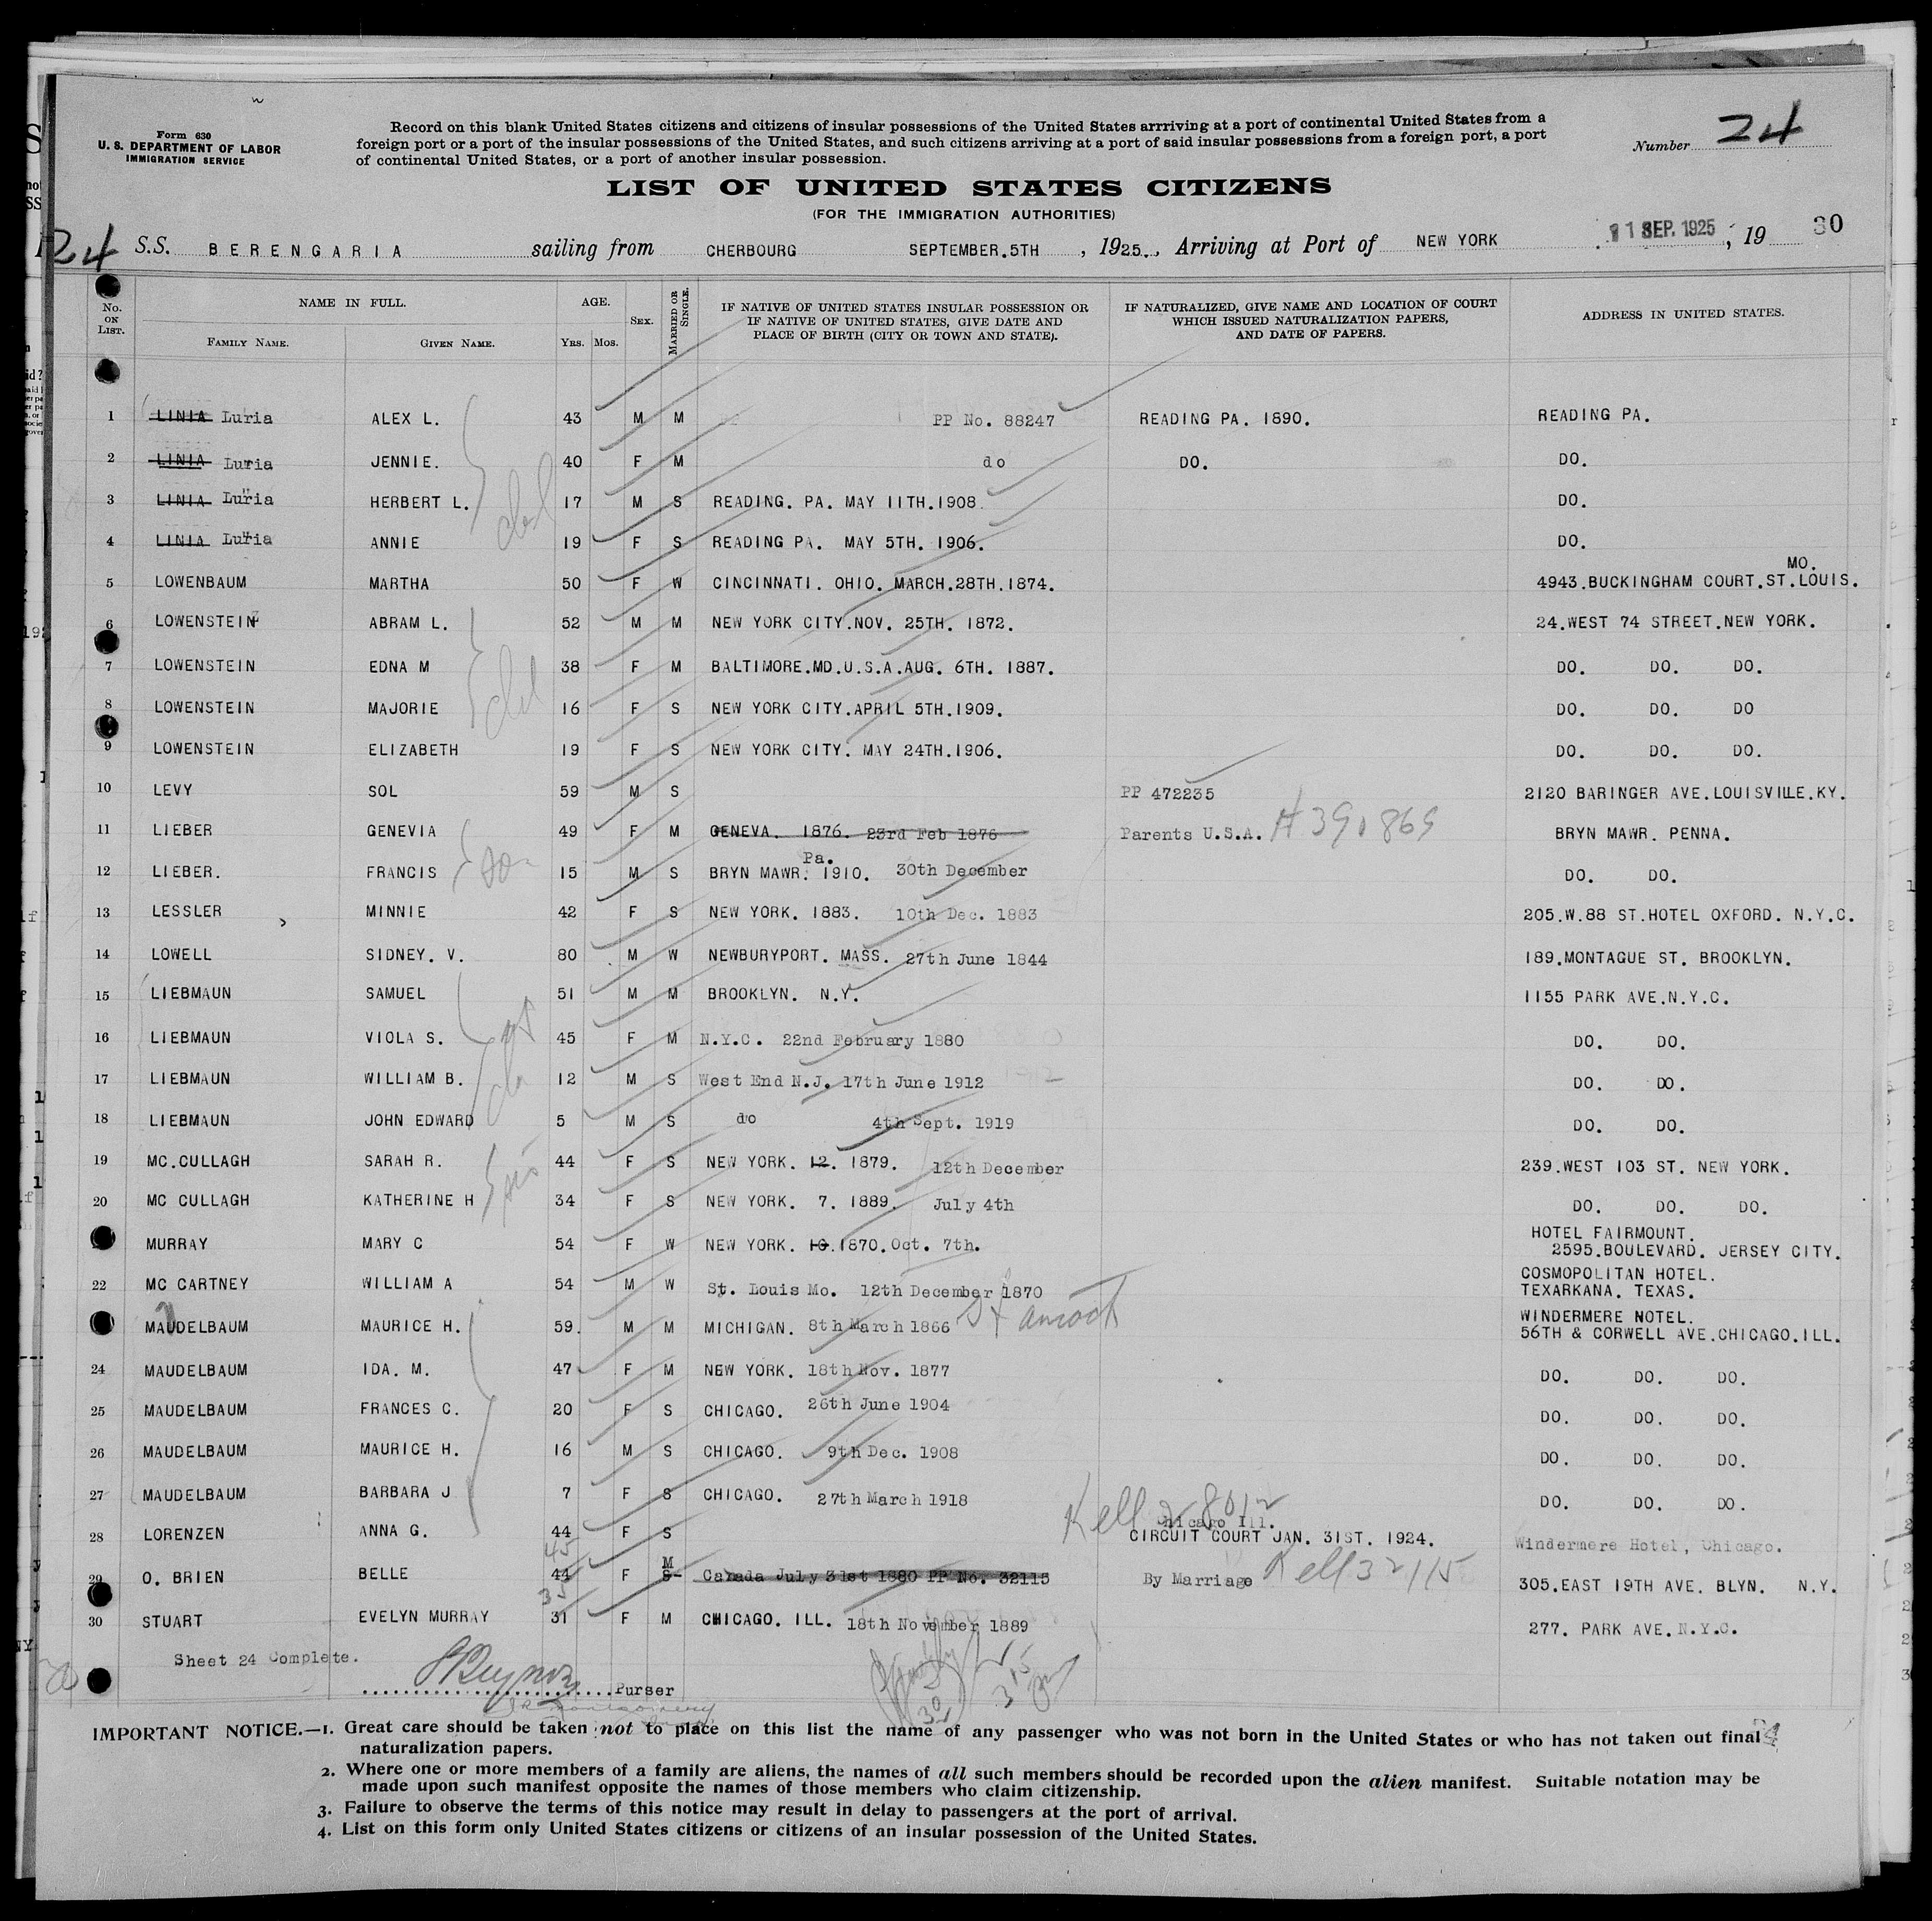 Form 630
U. S. DEPARTMENT OF LABOR
IMMIGRATION SERVICE
Record on this blank United States citizens and citizens of insular possessions of the United States arrriving at a port of continental United States from a
foreign port or a port of the insular possessions of the United States, and such citizens arriving at a port of said insular possessions from a foreign port, a port
of continental United States, or a port of another insular possession.
Number 24
LIST OF UNITED STATES CITIZENS
(FOR THE IMMIGRATION AUTHORITIES)
24 S.S. BERENGARIA sailing from CHERBOURG SEPTEMBER.5TH, 1925., Arriving at Port of NEW YORK 11 SEP. 1925, 19 30
No. ON LIST. NAME IN FULL. FAMILY NAME. GIVEN NAME. AGE. YRS. MOS. SEX. MARRIED OR SINGLE. IF NATIVE OF UNITED STATES INSULAR POSSESSION OR IF NATIVE OF UNITED STATES, GIVE DATE AND PLACE OF BIRTH (CITY OR TOWN AND STATE). IF NATURALIZED, GIVE NAME AND LOCATION OF COURT WHICH ISSUED NATURALIZATION PAPERS, AND DATE OF PAPERS. ADDRESS IN UNITED STATES.
1 LINIA Luria ALEX L. 43 M M PP No. 88247 READING PA. 1890. READING PA.
2 LINIA Luria JENNIE. 40 F M do DO. DO.
3 LINIA Luria HERBERT L. 17 M S READING. PA. MAY 11TH.1908. DO.
4 LINIA Luria ANNIE 19 F S READING PA. MAY 5TH. 1906. DO.
5 LOWENBAUM MARTHA 50 F W CINCINNATI. OHIO. MARCH.28TH.1874. 4943.BUCKINGHAM COURT.ST.LOUIS. MO.
6 LOWENSTEIN ABRAM L. 52 M M NEW YORK CITY.NOV. 25TH. 1872. 24.WEST 74 STREET.NEW YORK.
7 LOWENSTEIN EDNA M 38 F M BALTIMORE.MD.U.S.A.AUG. 6TH. 1887. DO. DO. DO.
8 LOWENSTEIN MAJORIE 16 F S NEW YORK CITY.APRIL 5TH.1909. DO. DO. DO
9 LOWENSTEIN ELIZABETH 19 F S NEW YORK CITY. MAY 24TH.1906. DO. DO. DO.
10 LEVY SOL 59 M S PP 472235 2120 BARINGER AVE.LOUISVILLE.KY.
11 LIEBER GENEVIA 49 F M GENEVA. 1876. 23rd Feb 1876 Parents U.S.A. # 391869 BRYN MAWR. PENNA.
12 LIEBER. FRANCIS 15 M S BRYN MAWR. Pa. 1910. 30th December DO. DO.
13 LESSLER MINNIE 42 F S NEW YORK. 1883. 10th Dec. 1883 205.W.88 ST.HOTEL OXFORD. N.Y.C.
14 LOWELL SIDNEY. V. 80 M W NEWBURYPORT. MASS. 27th June 1844 189.MONTAGUE ST. BROOKLYN.
15 LIEBMAUN SAMUEL 51 M M BROOKLYN. N.Y. 1155 PARK AVE.N.Y.C.
16 LIEBMAUN VIOLA S. 45 F M N.Y.C. 22nd February 1880 DO. DO.
17 LIEBMAUN WILLIAM B. 12 M S West End N.J. 17th June 1912 DO. DO.
18 LIEBMAUN JOHN EDWARD 5 M S do 4th Sept. 1919 DO. DO.
19 MC.CULLAGH SARAH R. 44 F S NEW YORK. 12. 1879. 12th December 239.WEST 103 ST. NEW YORK.
20 MC CULLAGH KATHERINE H 34 F S NEW YORK. 7. 1889. July 4th DO. DO. DO.
MURRAY MARY C 54 F W NEW YORK. 10.1870.Oct. 7th. HOTEL FAIRMOUNT. 2595.BOULEVARD. JERSEY CITY.
22 MC CARTNEY WILLIAM A 54 M W St. Louis Mo. 12th December 1870 COSMOPOLITAN HOTEL. TEXARKANA. TEXAS.
MAUDELBAUM MAURICE H. 59. M M MICHIGAN. 8th March 1866 WINDERMERE NOTEL. 56TH & CORWELL AVE.CHICAGO.ILL.
24 MAUDELBAUM IDA. M. 47 F M NEW YORK. 18th Nov. 1877 DO. DO. DO.
25 MAUDELBAUM FRANCES C. 20 F S CHICAGO. 26th June 1904 DO. DO. DO.
26 MAUDELBAUM MAURICE H. 16 M S CHICAGO. 9th Dec. 1908 DO. DO. DO.
27 MAUDELBAUM BARBARA J 7 F S CHICAGO. 27th March 1918 DO. DO. DO.
28 LORENZEN ANNA G. 44 45 F S Chicago Ill. CIRCUIT COURT JAN. 31ST. 1924. Windermere Hotel, Chicago.
29 O. BRIEN BELLE 44 F S M Canada July 31st 1880 PP No. 32115 By Marriage 32115 305.EAST 19TH AVE. BLYN. N.Y.
30 STUART EVELYN MURRAY 31 35 F M CHICAGO. ILL. 18th November 1889 277. PARK AVE.N.Y.C.
Sheet 24 Complete.
Purser
IMPORTANT NOTICE.—1. Great care should be taken not to place on this list the name of any passenger who was not born in the United States or who has not taken out final
naturalization papers.
2. Where one or more members of a family are aliens, the names of all such members should be recorded upon the alien manifest. Suitable notation may be
made upon such manifest opposite the names of those members who claim citizenship.
3. Failure to observe the terms of this notice may result in delay to passengers at the port of arrival.
4. List on this form only United States citizens or citizens of an insular possession of the United States.